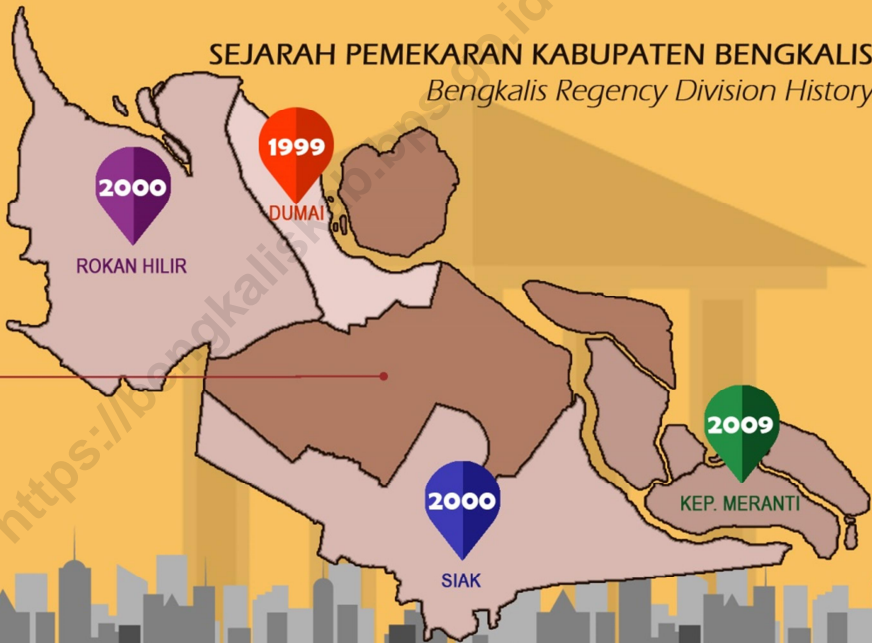 SEJARAH PEMEKARAN KABUPATEN BENGKALIS
Bengkalis Regency Division History
1999
DUMAI
2000
ROKAN HILIR
2009
KEP. MERANTI
2000
SIAK
https://bengkaliskab.bps.go.id